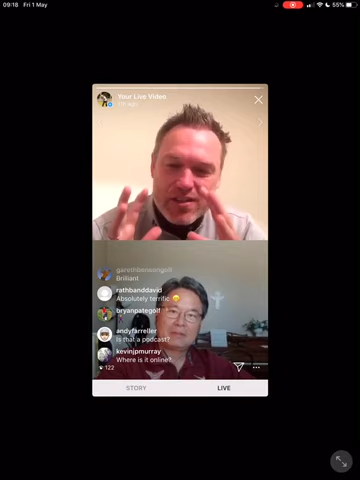 09:18 Fri 1 May
55%
Your Live Video
garethbensongolf
Brilliant
rathbanddavid
Absolutely terrific 😀
bryanpategolf
andyfarreller
Is that a podcast?
kevinjpmurray
Where is it online?
122
STORY
LIVE